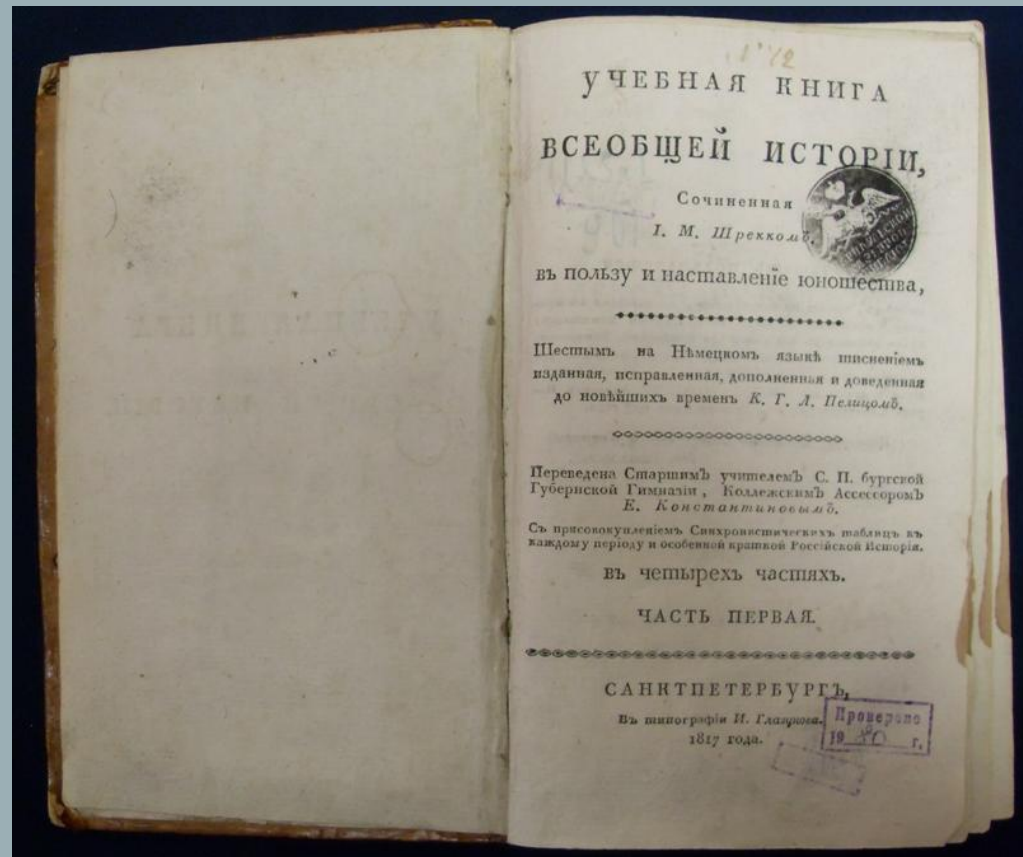 УЧЕБНАЯ КНИГА
ВСЕОБЩЕЙ ИСТОРІИ,
Сочиненная
І. М. Шреккомъ
въ пользу и наставленіе юношества,
Шестымъ на Нѣмецкомъ языкѣ тисненіемъ
изданная, исправленная, дополненная и доведенная
до новѣйшихъ временъ К. Г. Л. Пелицомъ.
Переведена Старшимъ учителемъ С. П. бургской
Губернской Гимназіи, Коллежскимъ Ассессоромъ
Е. Константиновымъ.
Съ присовокупленіемъ Синхронистическихъ таблицъ къ
каждому періоду и особенной краткой Россійской Исторіи.
въ четырехъ частяхъ.
ЧАСТЬ ПЕРВАЯ.
САНКТПЕТЕРБУРГЪ,
Въ типографіи И. Глазунова.
1817 года.
Проверено
1980 г.